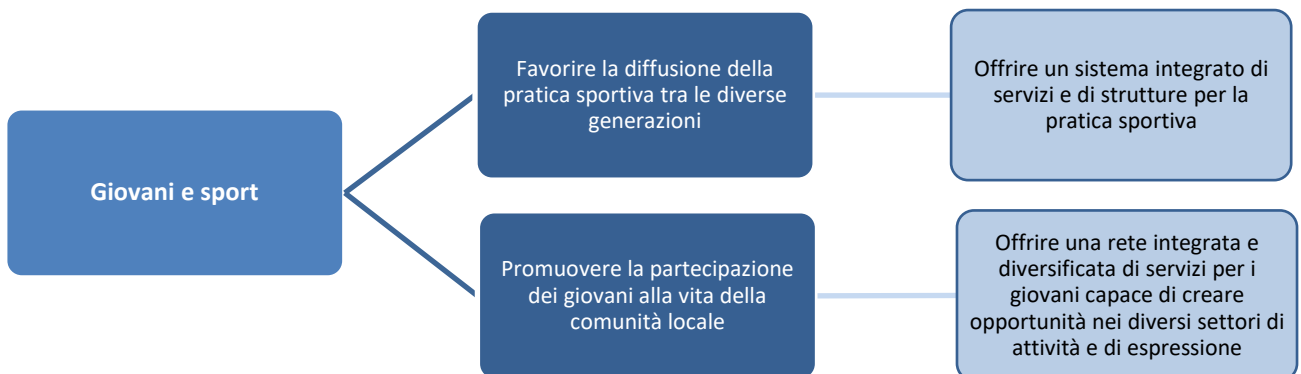 Giovani e sport
Favorire la diffusione della
pratica sportiva tra le diverse
generazioni
Offrire un sistema integrato di
servizi e di strutture per la
pratica sportiva
Promuovere la partecipazione
dei giovani alla vita della
comunità locale
Offrire una rete integrata e
diversificata di servizi per i
giovani capace di creare
opportunità nei diversi settori di
attività e di espressione